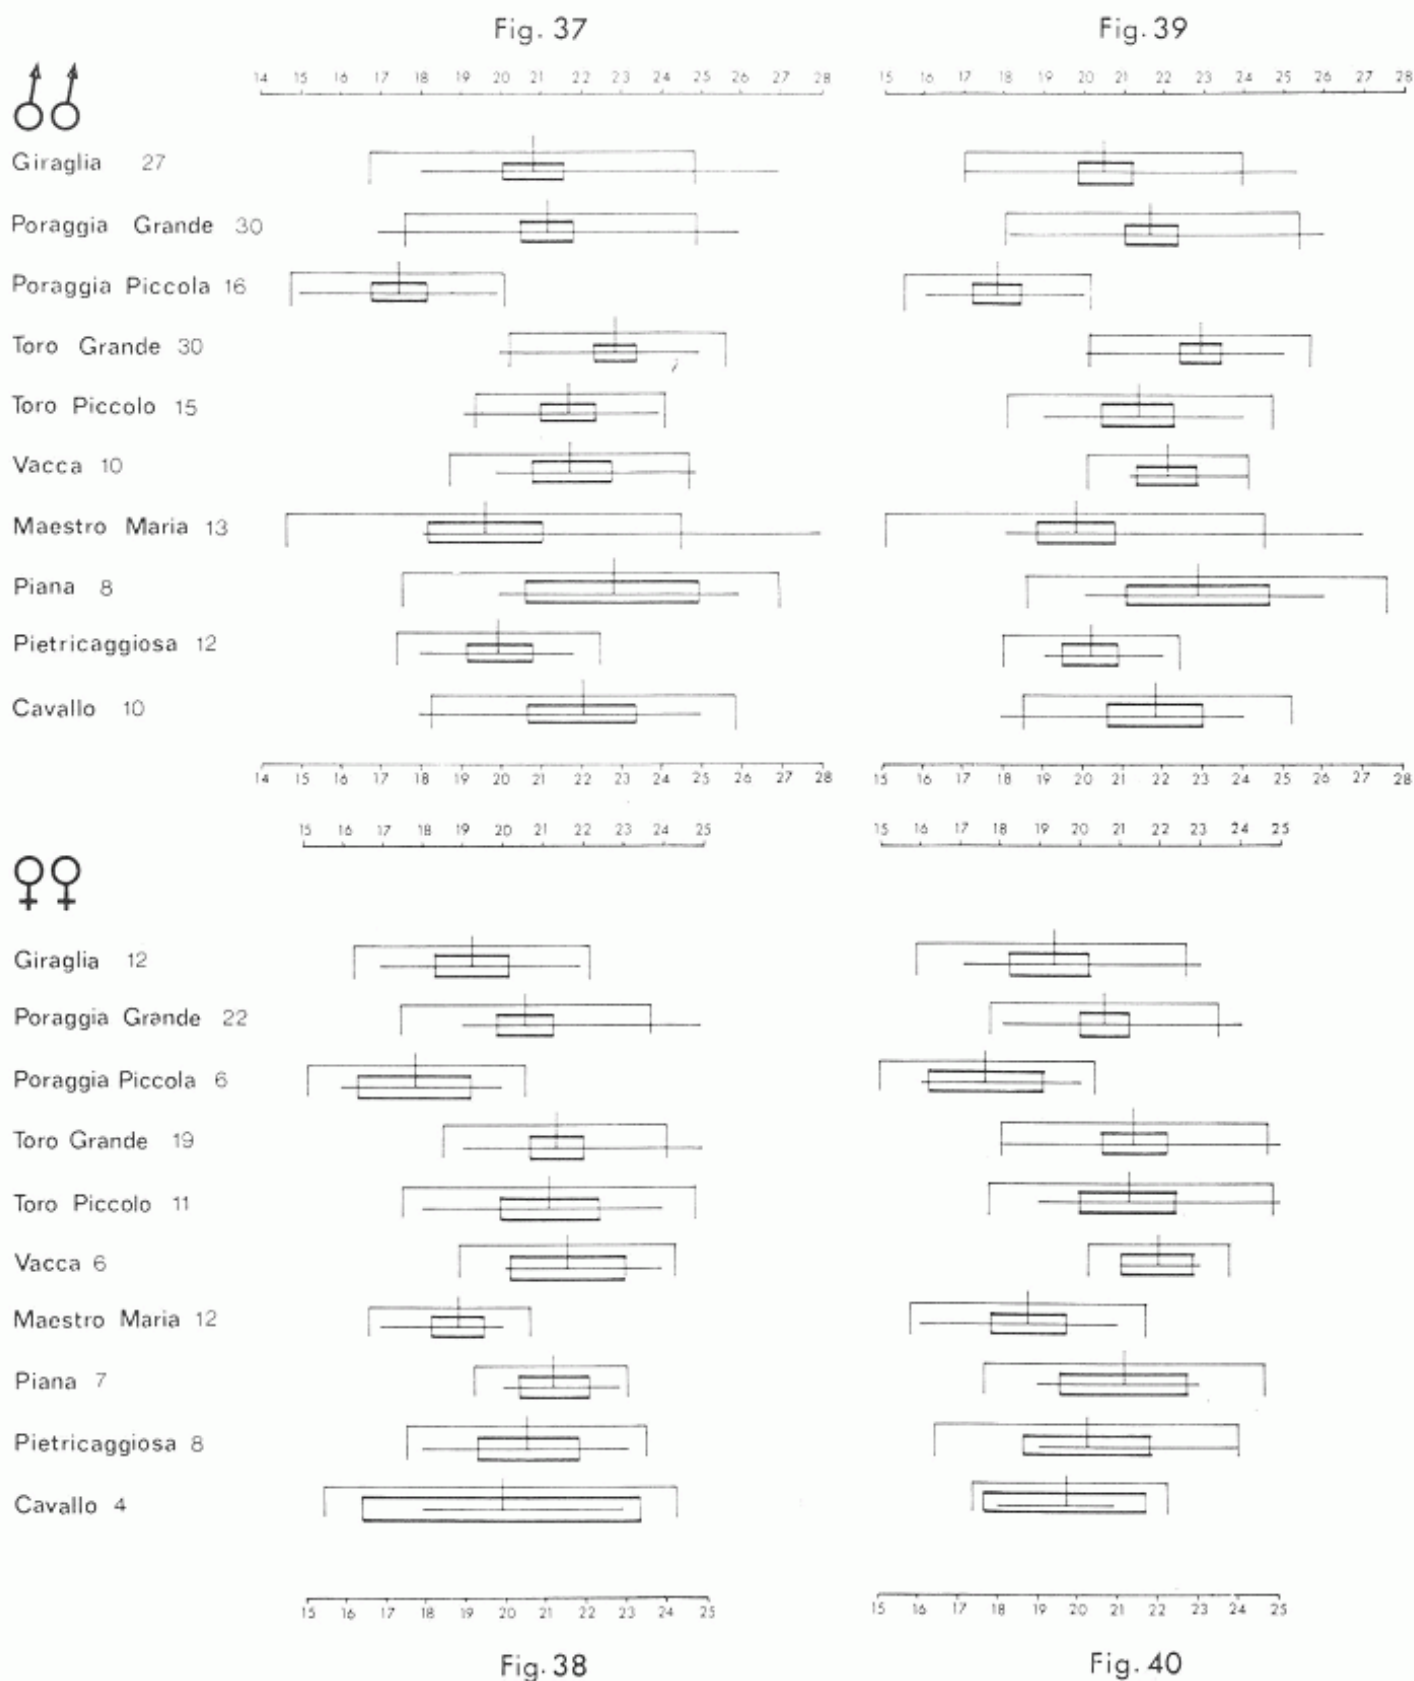 Fig. 37 Fig. 39
14 15 16 17 18 19 20 21 22 23 24 25 26 27 28 15 16 17 18 19 20 21 22 23 24 25 26 27 28
♂♂
Giraglia 27
Poraggia Grande 30
Poraggia Piccola 16
Toro Grande 30
Toro Piccolo 15
Vacca 10
Maestro Maria 13
Piana 8
Pietricaggiosa 12
Cavallo 10
14 15 16 17 18 19 20 21 22 23 24 25 26 27 28 15 16 17 18 19 20 21 22 23 24 25 26 27 28
15 16 17 18 19 20 21 22 23 24 25 15 16 17 18 19 20 21 22 23 24 25
♀♀
Giraglia 12
Poraggia Grande 22
Poraggia Piccola 6
Toro Grande 19
Toro Piccolo 11
Vacca 6
Maestro Maria 12
Piana 7
Pietricaggiosa 8
Cavallo 4
15 16 17 18 19 20 21 22 23 24 25 15 16 17 18 19 20 21 22 23 24 25
Fig. 38 Fig. 40